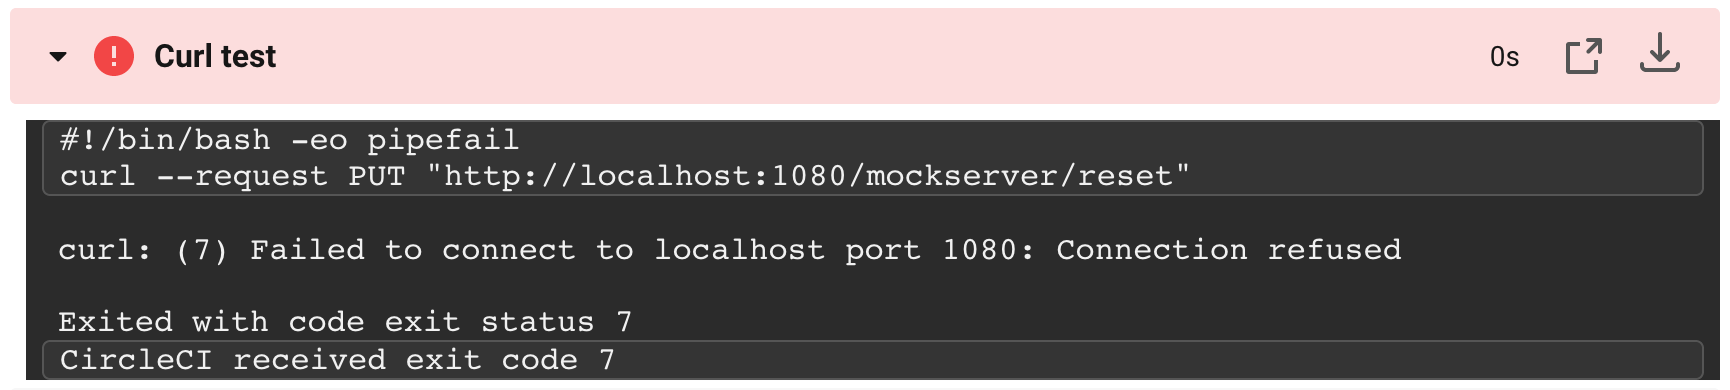 Curl test
0s
#!/bin/bash -eo pipefail
curl --request PUT "http://localhost:1080/mockserver/reset"
curl: (7) Failed to connect to localhost port 1080: Connection refused
Exited with code exit status 7
CircleCI received exit code 7